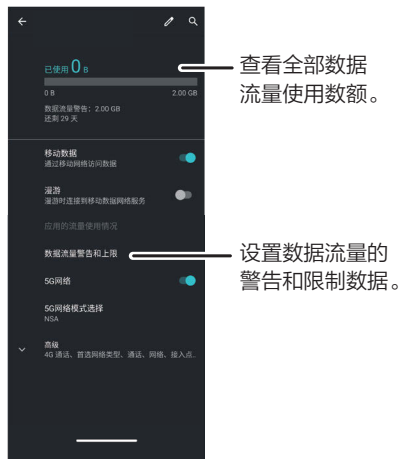 已使用 0 B
0 B 2.00 GB
数据流量警告：2.00 GB
还剩 29 天
移动数据
通过移动网络访问数据
漫游
漫游时连接到移动数据网络服务
应用的流量使用情况
数据流量警告和上限
5G网络
5G网络模式选择
NSA
高级
4G 通话、首选网络类型、通话、网络、接入点..
查看全部数据
流量使用数额。
设置数据流量的
警告和限制数据。